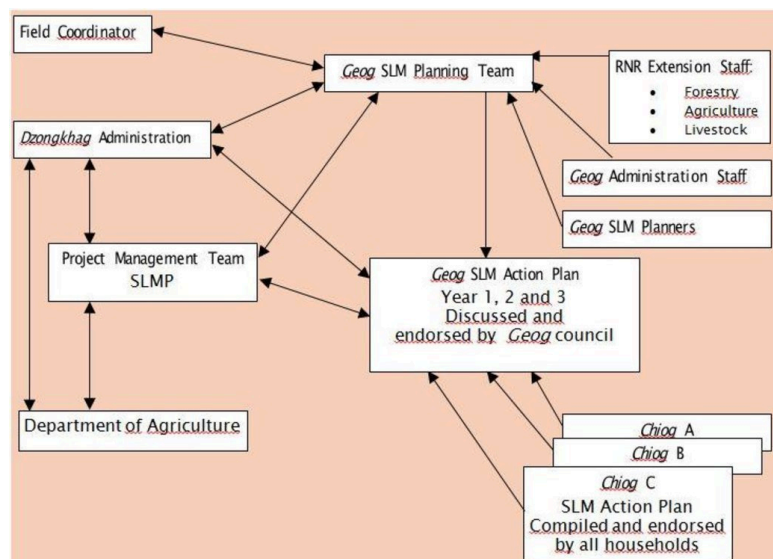 Field Coordinator
Geog SLM Planning Team
RNR Extension Staff:
• Forestry
• Agriculture
• Livestock
Dzongkhag Administration
Geog Administration Staff
Geog SLM Planners
Project Management Team
SLMP
Geog SLM Action Plan
Year 1, 2 and 3
Discussed and
endorsed by Geog council
Department of Agriculture
Chiog A
Chiog B
Chiog C
SLM Action Plan
Compiled and endorsed
by all households